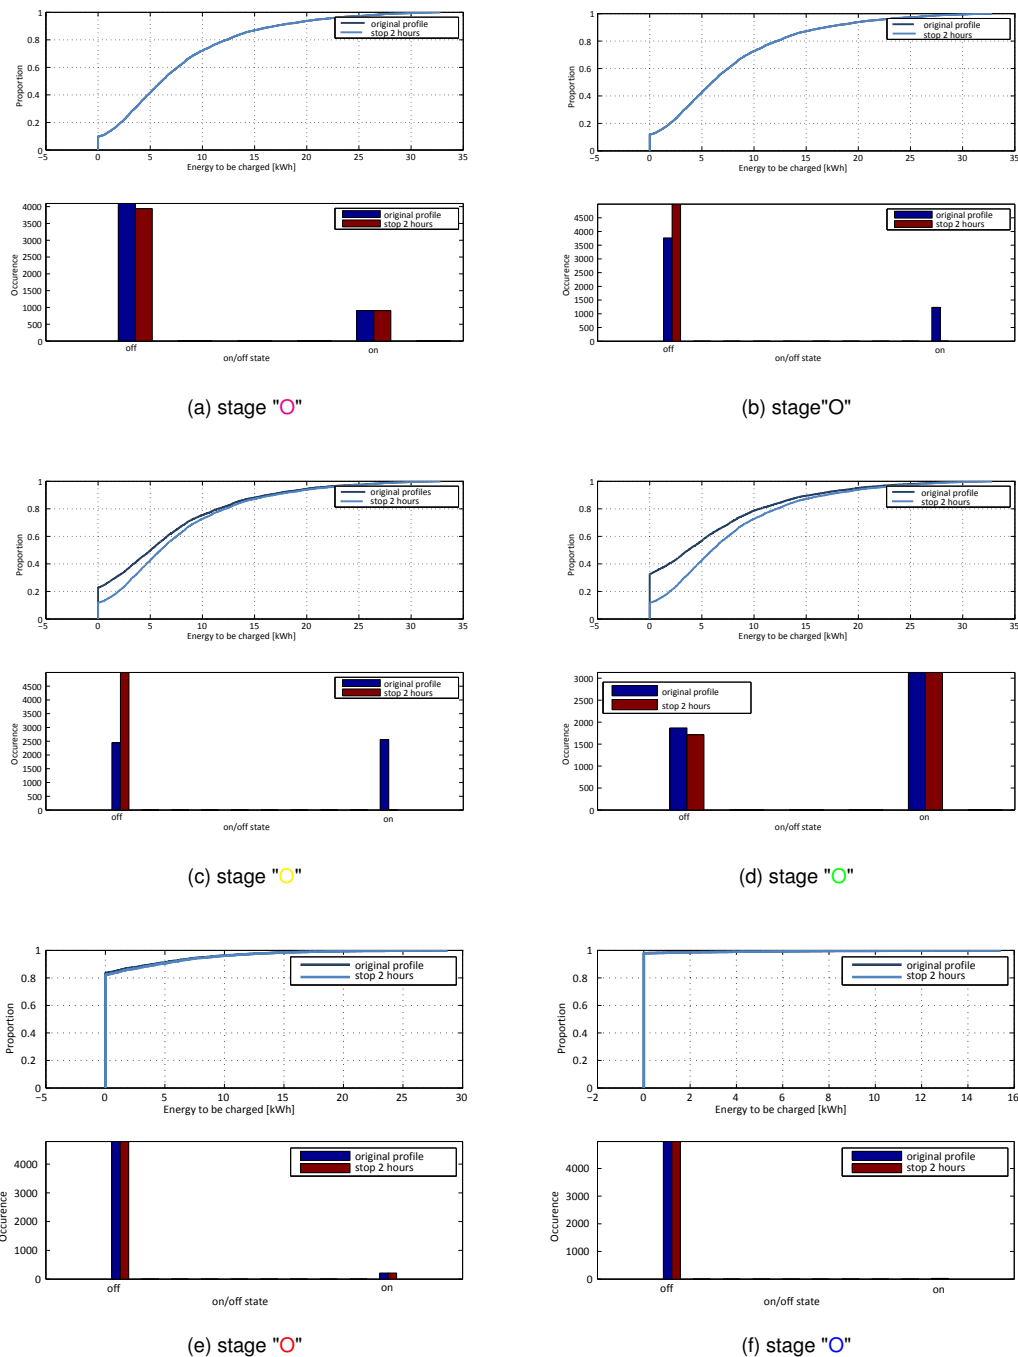 1
0.8
0.6
0.4
0.2
0
Proportion
original profile
stop 2 hours
−5 0 5 10 15 20 25 30 35
Energy to be charged [kWh]
1
0.8
0.6
0.4
0.2
0
Proportion
original profile
stop 2 hours
−5 0 5 10 15 20 25 30 35
Energy to be charged [kWh]
4000
3500
3000
2500
2000
1500
1000
500
0
Occurence
original profile
stop 2 hours
off on
on/off state
4500
4000
3500
3000
2500
2000
1500
1000
500
0
Occurence
original profile
stop 2 hours
off on
on/off state
(a) stage "O"
(b) stage"O"
1
0.8
0.6
0.4
0.2
0
Proportion
original profiles
stop 2 hours
−5 0 5 10 15 20 25 30 35
Energy to be charged [kWh]
1
0.8
0.6
0.4
0.2
0
Proportion
original profile
stop 2 hours
−5 0 5 10 15 20 25 30 35
Energy to be charged [kWh]
4500
4000
3500
3000
2500
2000
1500
1000
500
0
Occurence
original profile
stop 2 hours
off on
on/off state
3000
2500
2000
1500
1000
500
0
Occurence
original profile
stop 2 hours
off on
on/off state
(c) stage "O"
(d) stage "O"
1
0.8
0.6
0.4
0.2
0
Proportion
original profile
stop 2 hours
−5 0 5 10 15 20 25 30
Energy to be charged [kWh]
1
0.8
0.6
0.4
0.2
0
Proportion
original profile
stop 2 hours
−2 0 2 4 6 8 10 12 14 16
Energy to be charged [kWh]
4000
3000
2000
1000
0
Occurence
original profile
stop 2 hours
off on
on/off state
4000
3000
2000
1000
0
Occurence
original profile
stop 2 hours
off on
on/off state
(e) stage "O"
(f) stage "O"